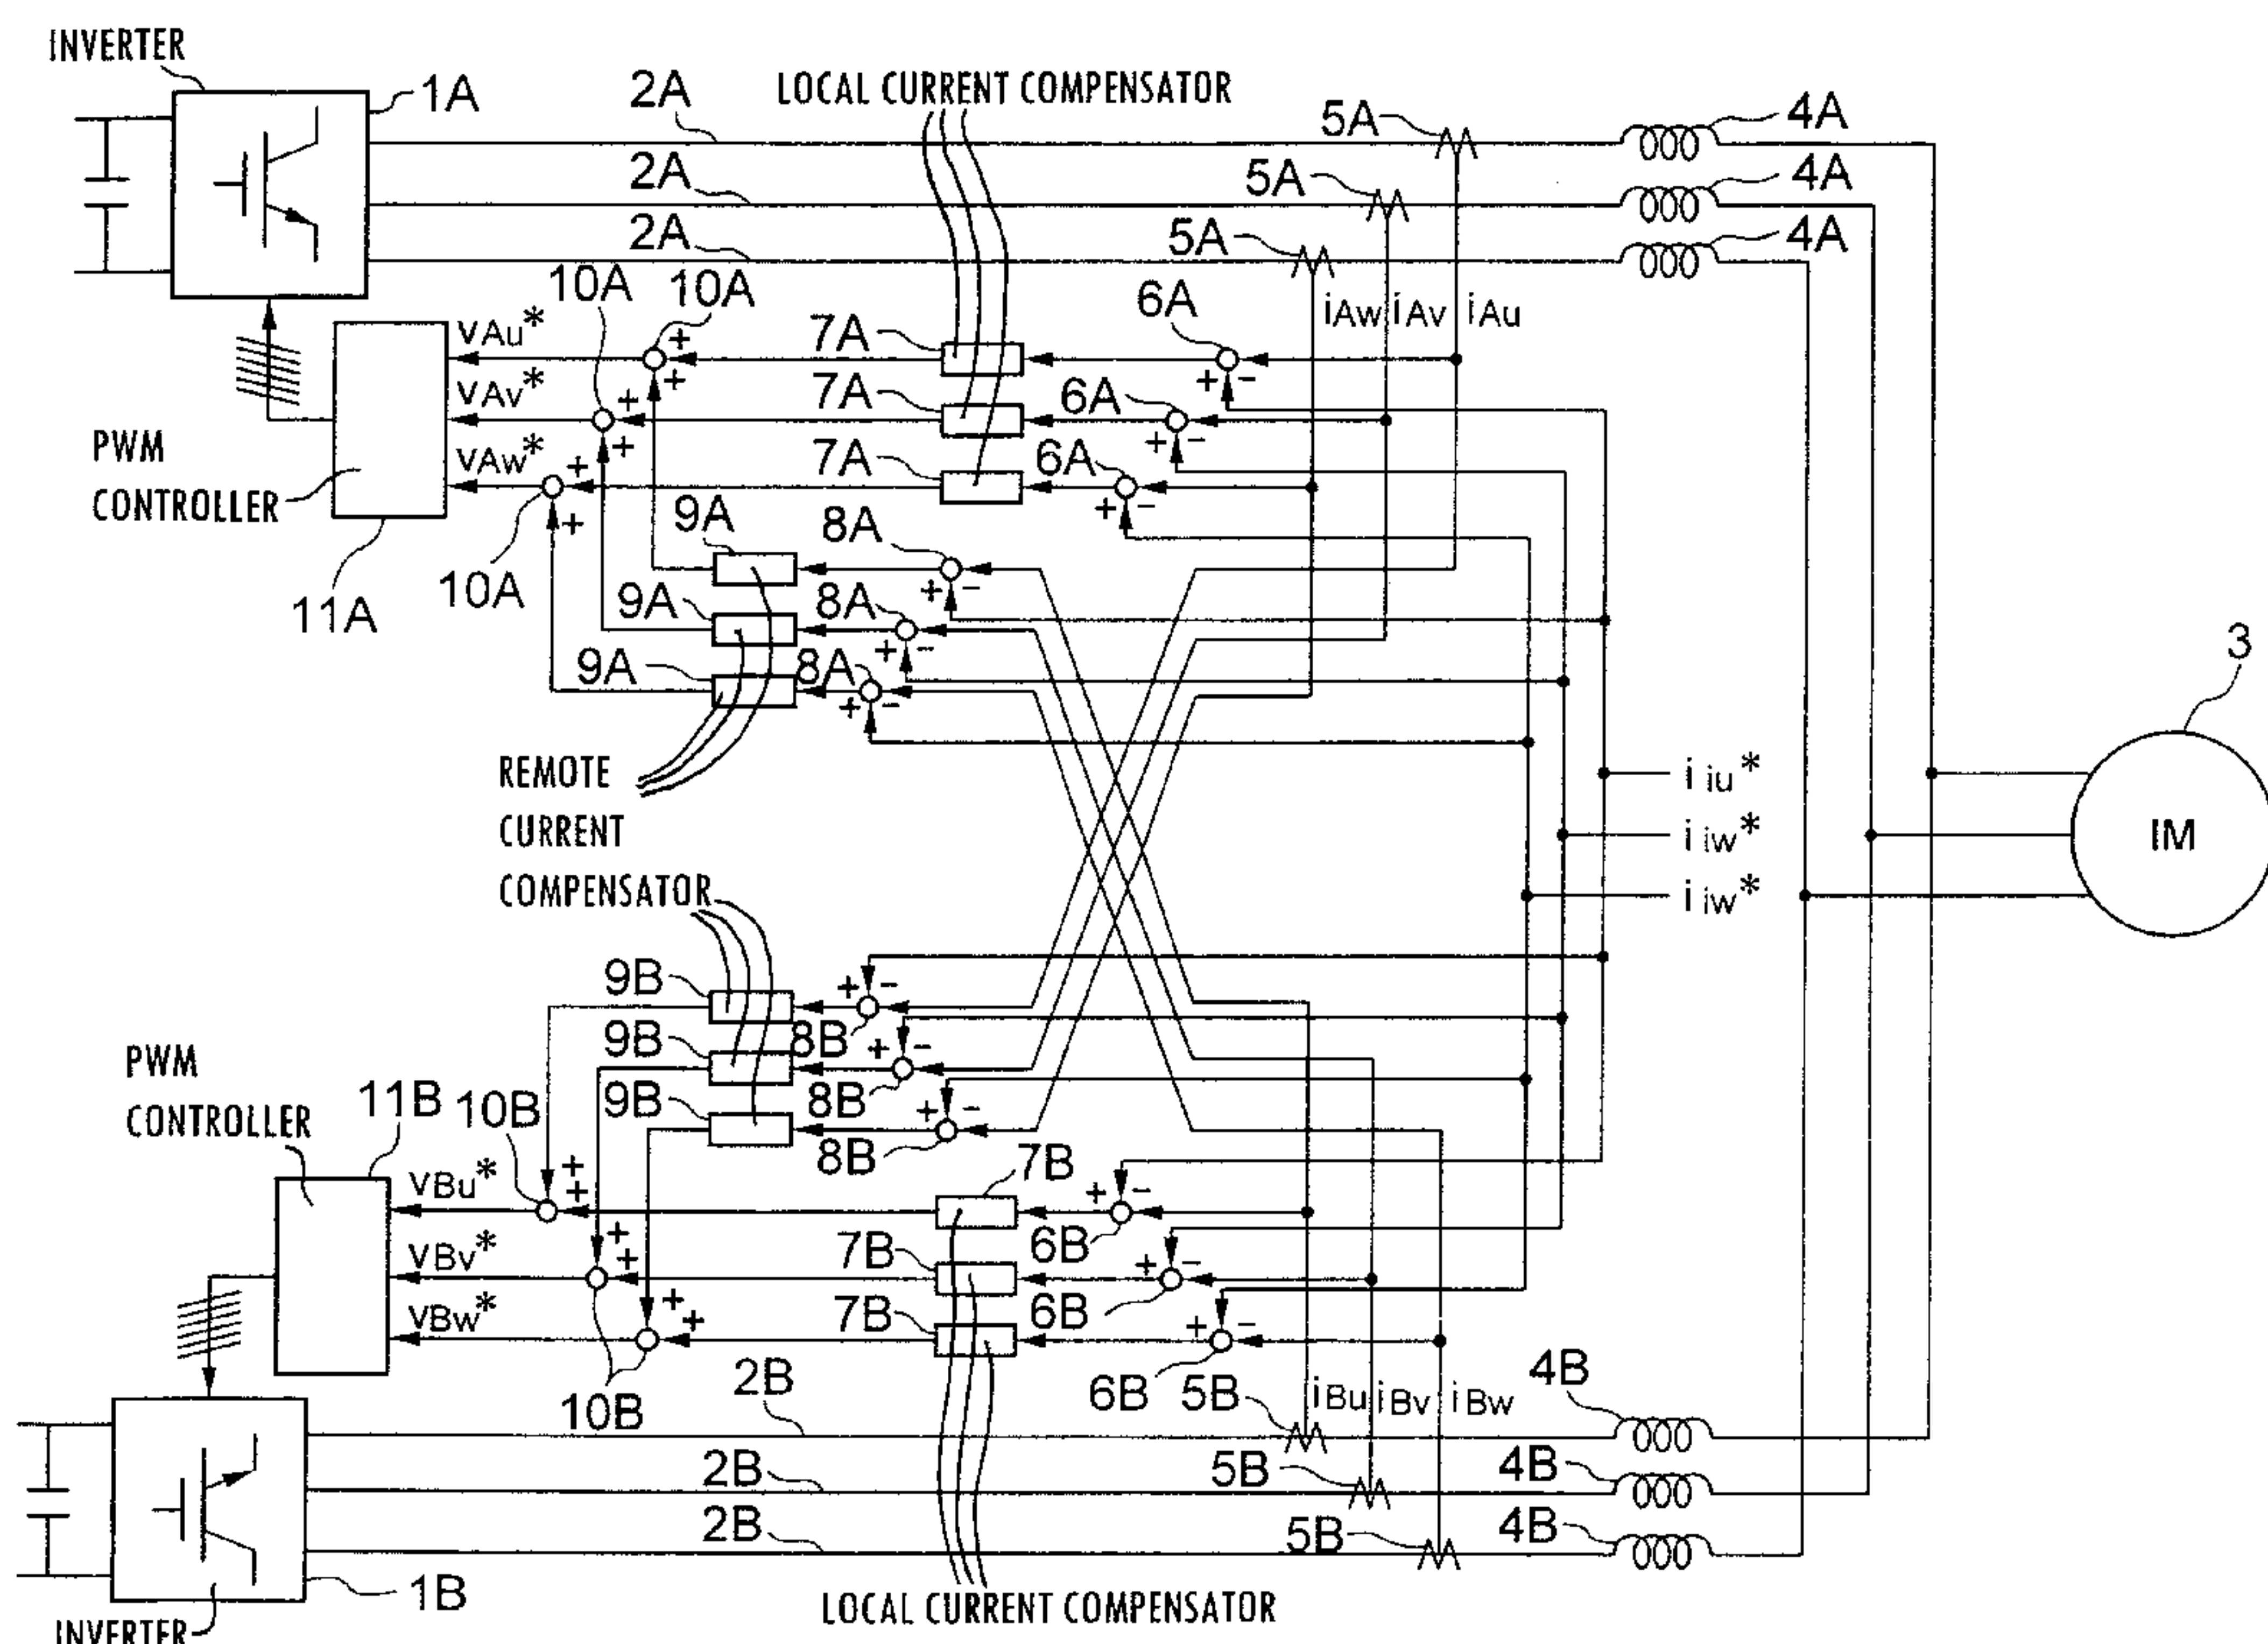 INVERTER
1A
2A
LOCAL CURRENT COMPENSATOR
5A
4A
2A
5A
4A
2A
5A
4A
10A
10A
6A
iAw
iAv
iAu
vAu*
+
+
7A
+
−
vAv*
+
+
7A
6A
+
−
PWM
CONTROLLER
vAw*
+
+
7A
6A
+
−
9A
8A
11A
10A
+
−
9A
8A
+
−
9A
8A
+
−
3
REMOTE
CURRENT
COMPENSATOR
i iu*
i iw*
i iw*
IM
9B
+
−
8B
9B
+
−
8B
9B
+
−
8B
PWM
CONTROLLER
11B
10B
7B
vBu*
+
+
+
−
6B
vBv*
+
+
7B
+
−
6B
vBw*
+
+
7B
+
−
6B
10B
2B
5B
iBu
iBv
iBw
4B
2B
5B
4B
2B
5B
4B
1B
LOCAL CURRENT COMPENSATOR
INVERTER